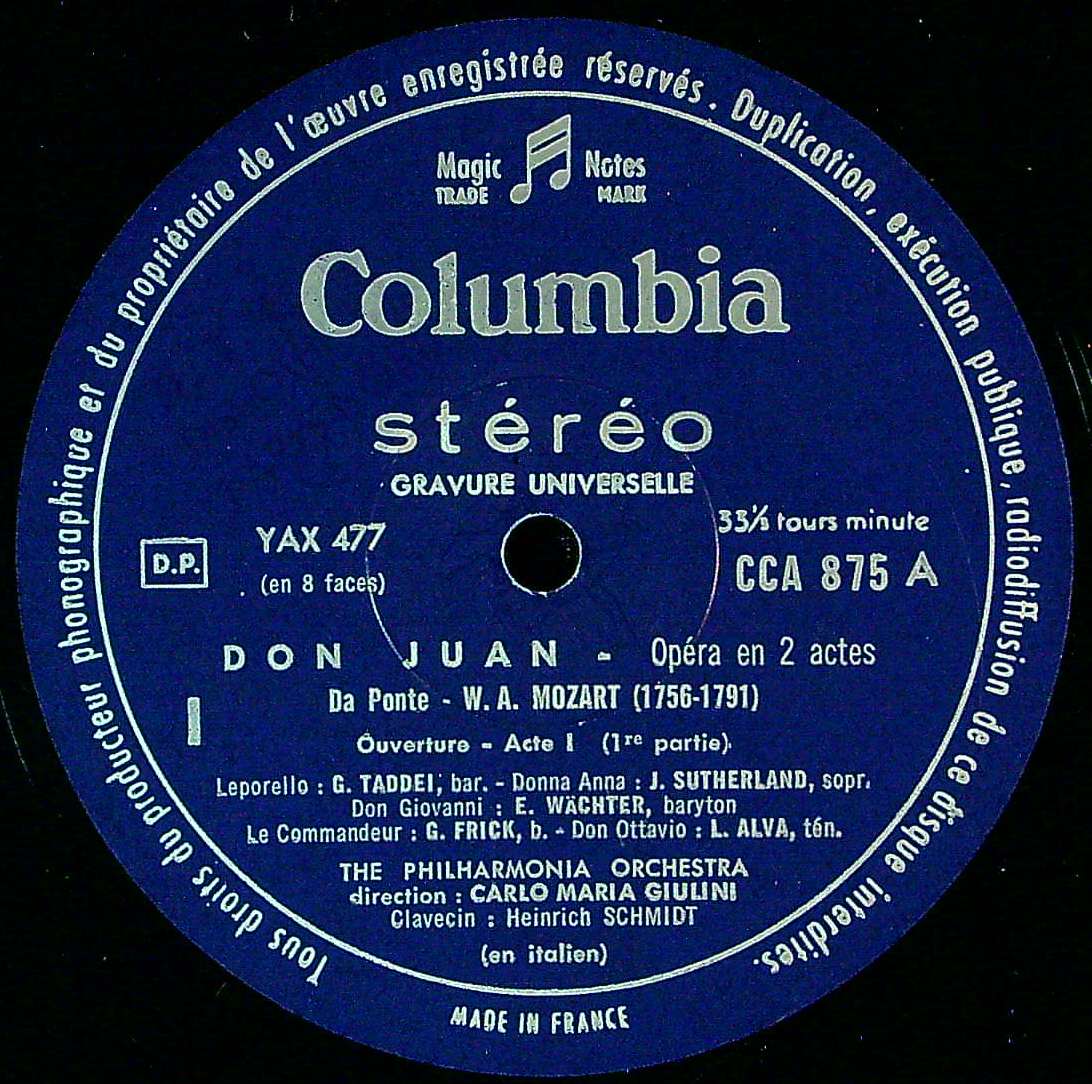 Tous droits du producteur phonographique et du propriétaire de l'œuvre enregistrée réservés. Duplication, exécution publique, radiodiffusion de ce disque interdites.
Magic Notes
TRADE MARK
Columbia
stéréo
GRAVURE UNIVERSELLE
33⅓ tours minute
YAX 477
D.P.
CCA 875 A
(en 8 faces)
DON JUAN - Opéra en 2 actes
Da Ponte - W. A. MOZART (1756-1791)
I
Ouverture - Acte I (1re partie)
Leporello : G. TADDEI, bar. - Donna Anna : J. SUTHERLAND, sopr.
Don Giovanni : E. WÄCHTER, baryton
Le Commandeur : G. FRICK, b. - Don Ottavio : L. ALVA, tén.
THE PHILHARMONIA ORCHESTRA
direction : CARLO MARIA GIULINI
Clavecin : Heinrich SCHMIDT
(en italien)
MADE IN FRANCE